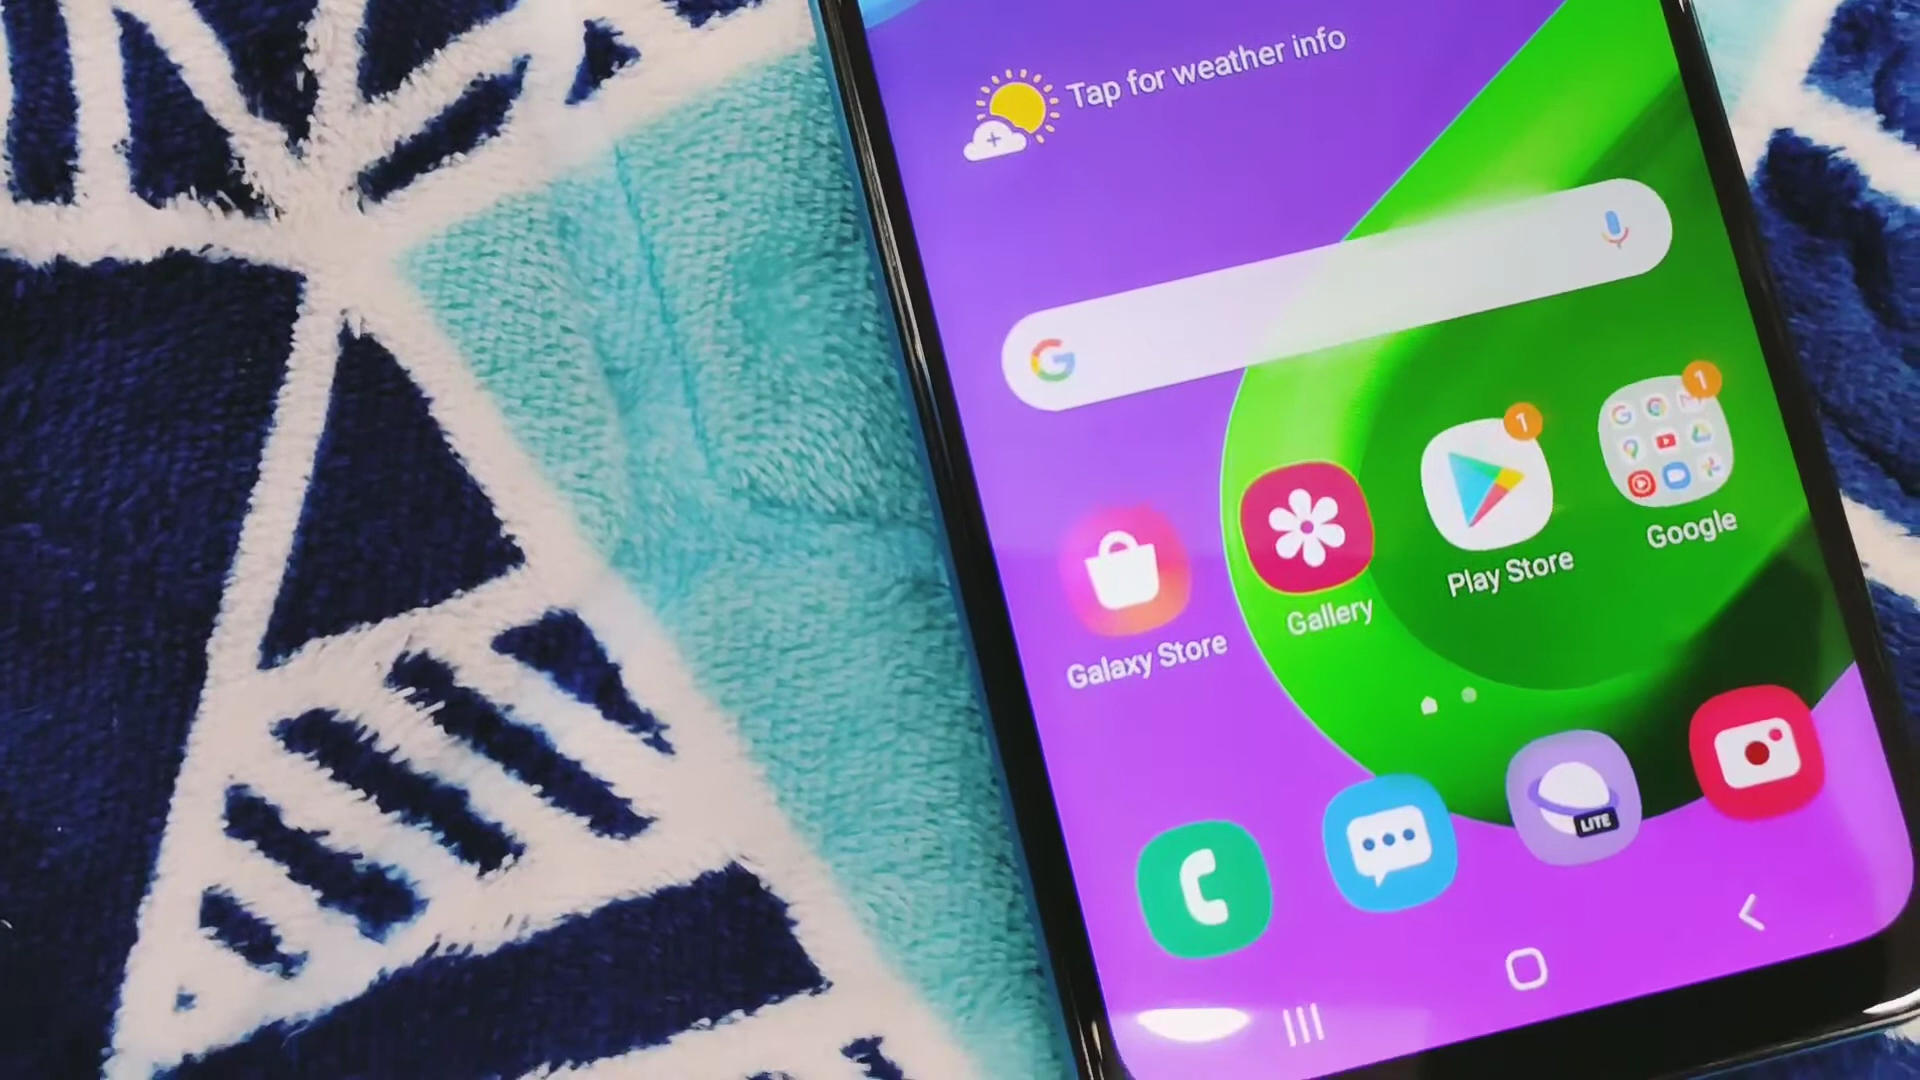 Tap for weather info
G
1
1
Galaxy Store
Gallery
Play Store
Google
LITE